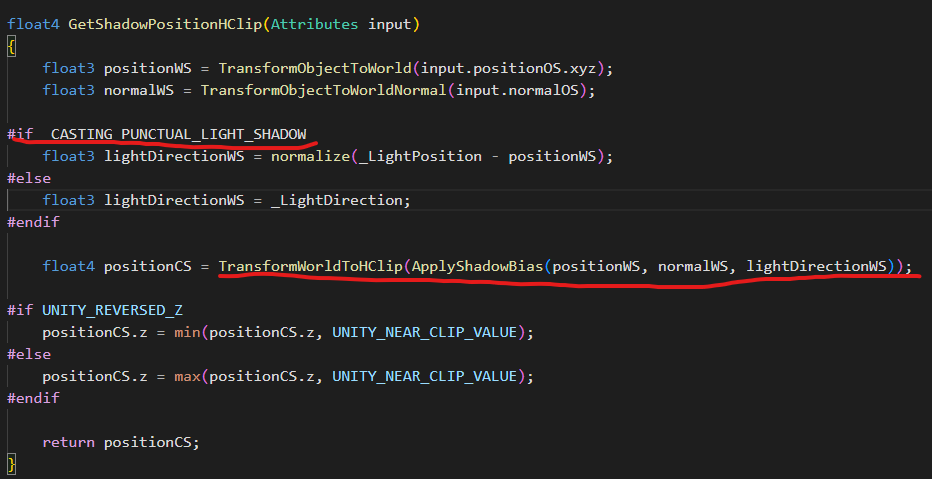 float4 GetShadowPositionHClip(Attributes input)
{
float3 positionWS = TransformObjectToWorld(input.positionOS.xyz);
float3 normalWS = TransformObjectToWorldNormal(input.normalOS);
#if _CASTING_PUNCTUAL_LIGHT_SHADOW
float3 lightDirectionWS = normalize(_LightPosition - positionWS);
#else
float3 lightDirectionWS = _LightDirection;
#endif
float4 positionCS = TransformWorldToHClip(ApplyShadowBias(positionWS, normalWS, lightDirectionWS));
#if UNITY_REVERSED_Z
positionCS.z = min(positionCS.z, UNITY_NEAR_CLIP_VALUE);
#else
positionCS.z = max(positionCS.z, UNITY_NEAR_CLIP_VALUE);
#endif
return positionCS;
}